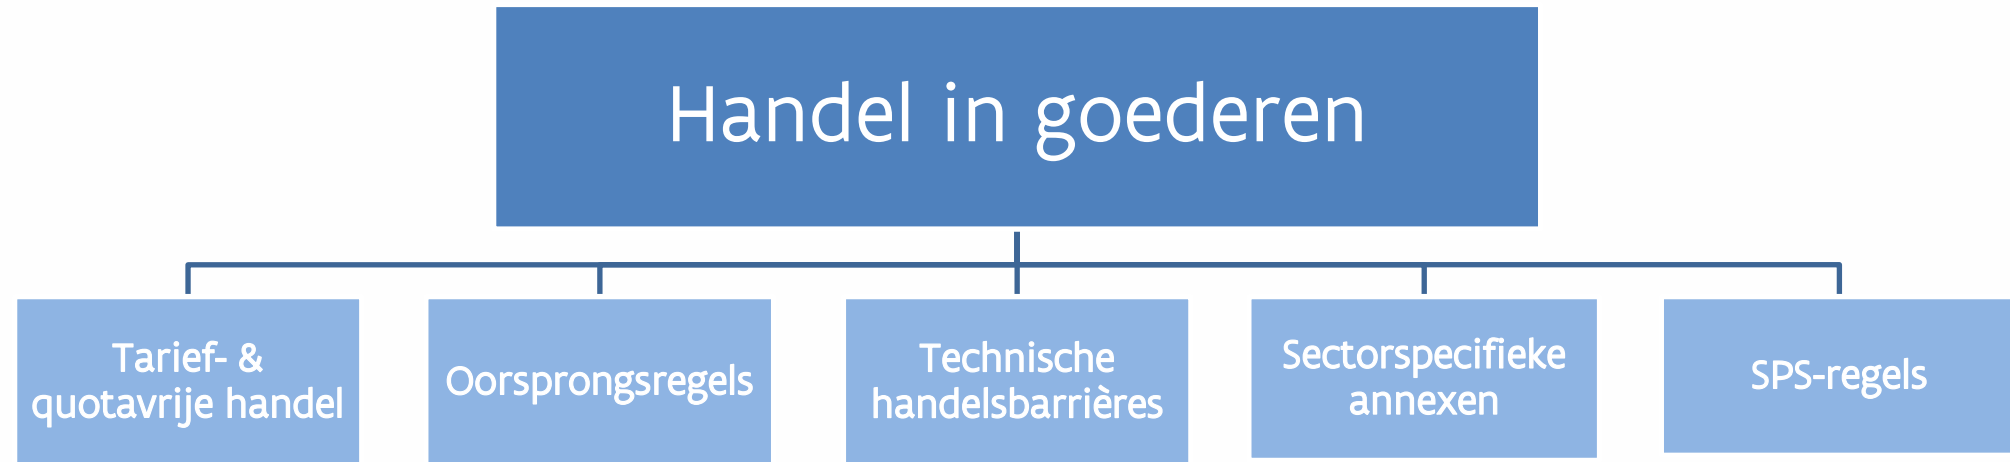 Handel in goederen
Tarief- &
quotavrije handel
Oorsprongsregels
Technische
handelsbarrières
Sectorspecifieke
annexen
SPS-regels